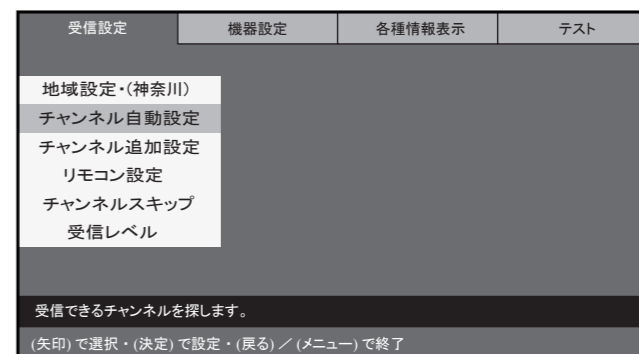 受信設定 機器設定 各種情報表示 テスト
地域設定・(神奈川)
チャンネル自動設定
チャンネル追加設定
リモコン設定
チャンネルスキップ
受信レベル
受信できるチャンネルを探します。
(矢印) で選択・(決定) で設定・(戻る) ／ (メニュー) で終了